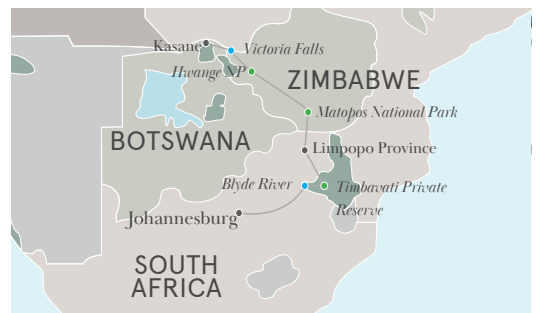 Kasane
Victoria Falls
Hwange NP
ZIMBABWE
Matopos National Park
BOTSWANA
Limpopo Province
Blyde River
Timbavati Private
Reserve
Johannesburg
SOUTH
AFRICA